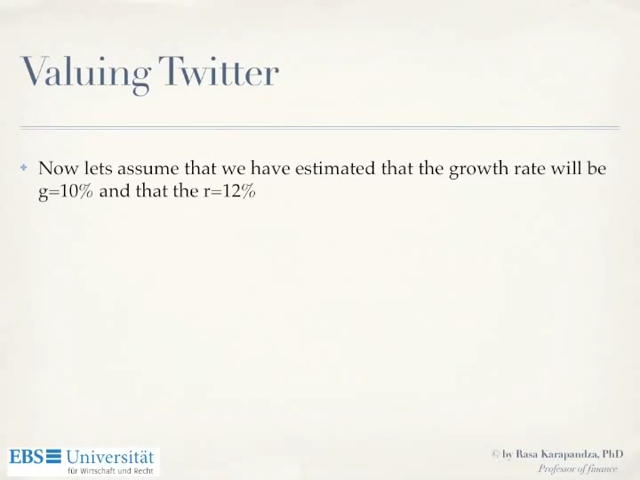 Valuing Twitter
Now lets assume that we have estimated that the growth rate will be
g=10% and that the r=12%
EBS Universität
für Wirtschaft und Recht
© by Rasa Karapandza, PhD
Professor of finance